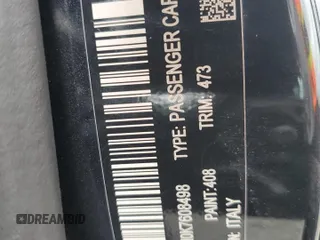 0K7608498 TYPE: PASSENGER CAR
PAINT: 408 TRIM: 473
ITALY
DREAMBID